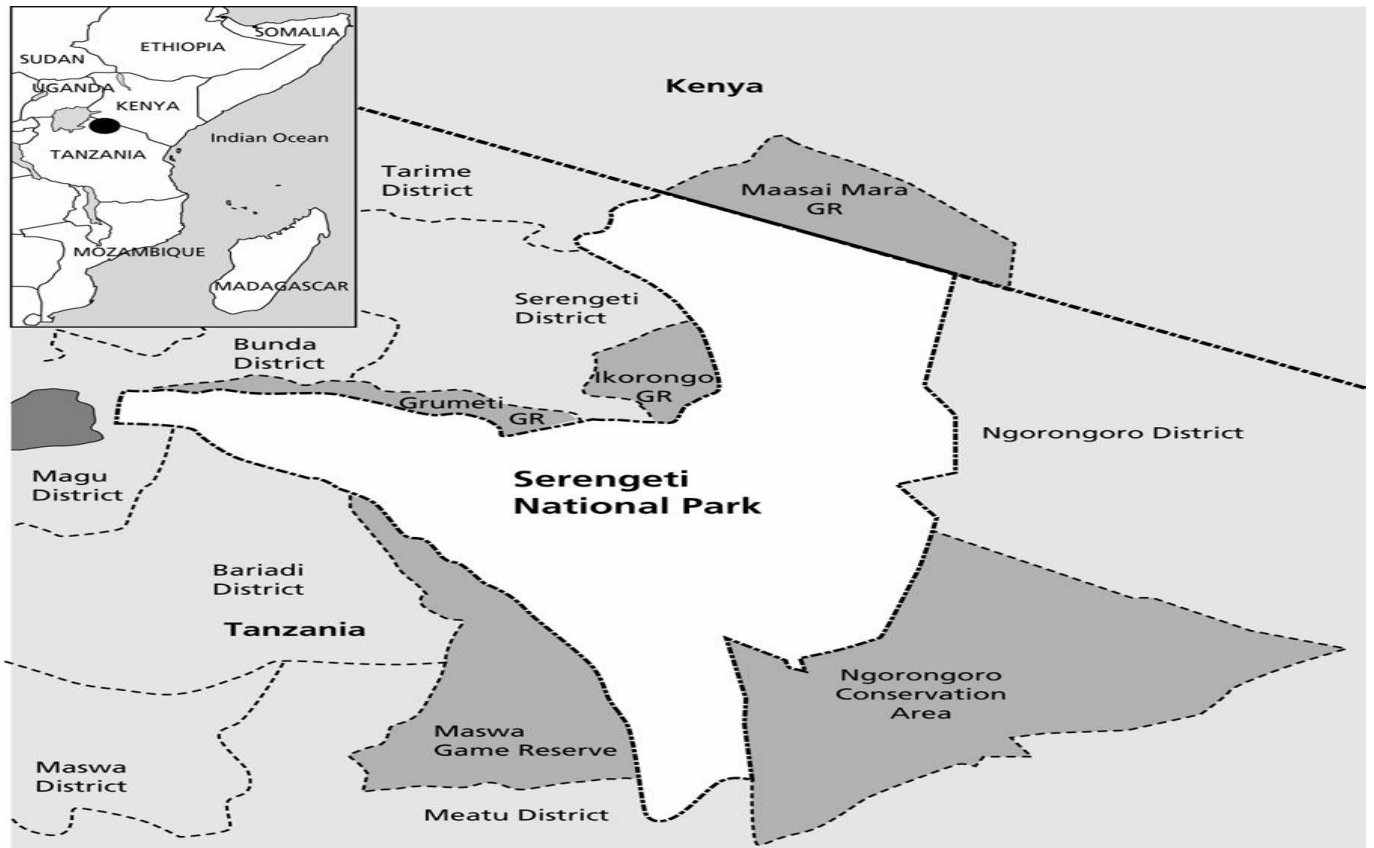 SOMALIA
ETHIOPIA
SUDAN
UGANDA
KENYA
Indian Ocean
TANZANIA
MOZAMBIQUE
MADAGASCAR
Kenya
Tarime
District
Maasai Mara
GR
Serengeti
District
Bunda
District
Ikorongo
GR
Grumeti
GR
Ngorongoro District
Magu
District
Serengeti
National Park
Bariadi
District
Tanzania
Ngorongoro
Conservation
Area
Maswa
Game Reserve
Maswa
District
Meatu District